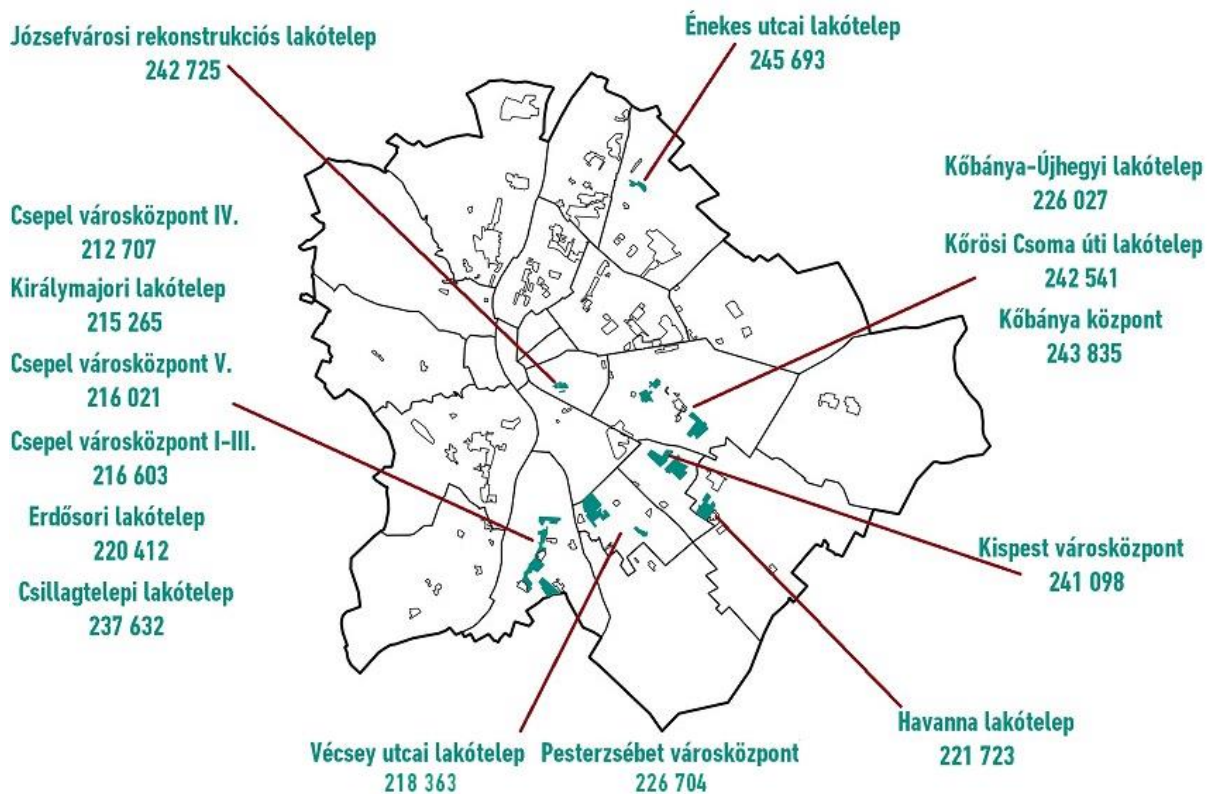 Józsefvárosi rekonstrukciós lakótelep
242 725
Énekes utcai lakótelep
245 693
Kőbánya-Újhegyi lakótelep
226 027
Kőrösi Csoma úti lakótelep
242 541
Kőbánya központ
243 835
Csepel városközpont IV.
212 707
Királymajori lakótelep
215 265
Csepel városközpont V.
216 021
Csepel városközpont I-III.
216 603
Erdősori lakótelep
220 412
Csillagtelepi lakótelep
237 632
Kispest városközpont
241 098
Havanna lakótelep
221 723
Vécsey utcai lakótelep
218 363
Pesterzsébet városközpont
226 704